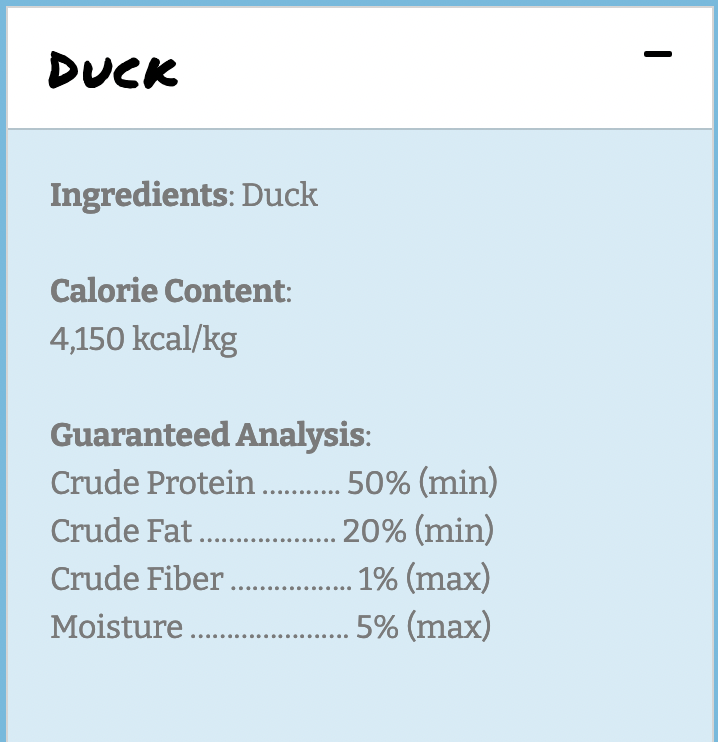 Duck
Ingredients: Duck
Calorie Content:
4,150 kcal/kg
Guaranteed Analysis:
Crude Protein ........... 50% (min)
Crude Fat ................... 20% (min)
Crude Fiber ................. 1% (max)
Moisture ...................... 5% (max)